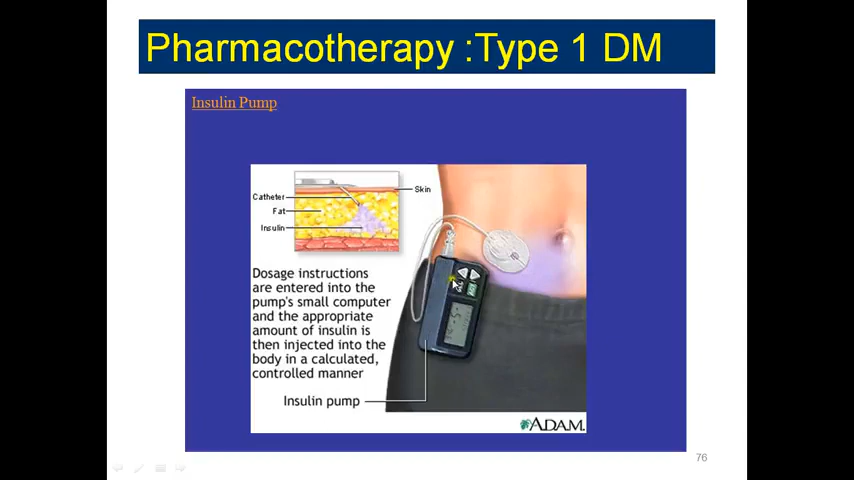 Pharmacotherapy :Type 1 DM
Insulin Pump
Skin
Catheter
Fat
Insulin
Dosage instructions
are entered into the
pump's small computer
and the appropriate
amount of insulin is
then injected into the
body in a calculated,
controlled manner
Insulin pump
ADAM.
76